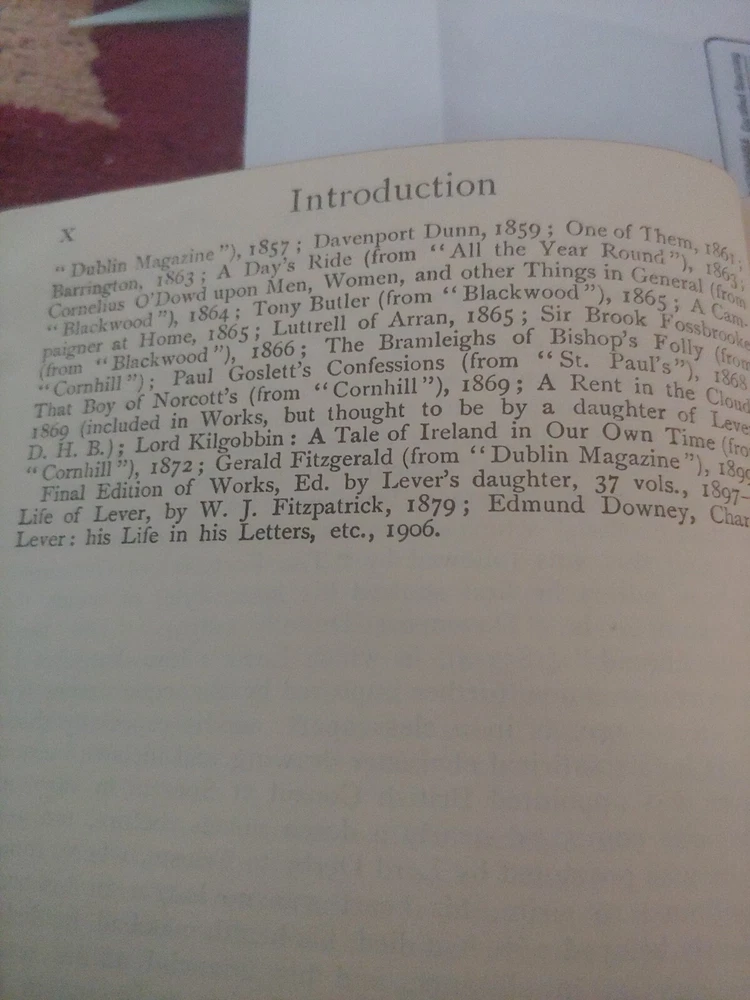 Introduction
x
“Dublin Magazine”), 1857; Davenport Dunn, 1859; One of Them, 1861;
Barrington, 1863; A Day's Ride (from “All the Year Round”), 1863;
Cornelius O'Dowd upon Men, Women, and other Things in General (from
“Blackwood”), 1864; Tony Butler (from “Blackwood”), 1865; A Cam-
paigner at Home, 1865; Luttrell of Arran, 1865; Sir Brook Fossbrooke
(from “Blackwood”), 1866; The Bramleighs of Bishop's Folly (from
“Cornhill”); Paul Goslett's Confessions (from “St. Paul's”), 1868
That Boy of Norcott's (from “Cornhill”), 1869; A Rent in the Cloud
1869 (included in Works, but thought to be by a daughter of Leve
D. H. B.); Lord Kilgobbin: A Tale of Ireland in Our Own Time (fro
“Cornhill”), 1872; Gerald Fitzgerald (from “Dublin Magazine”), 1899
Final Edition of Works, Ed. by Lever's daughter, 37 vols., 1897–
Life of Lever, by W. J. Fitzpatrick, 1879; Edmund Downey, Char
Lever: his Life in his Letters, etc., 1906.